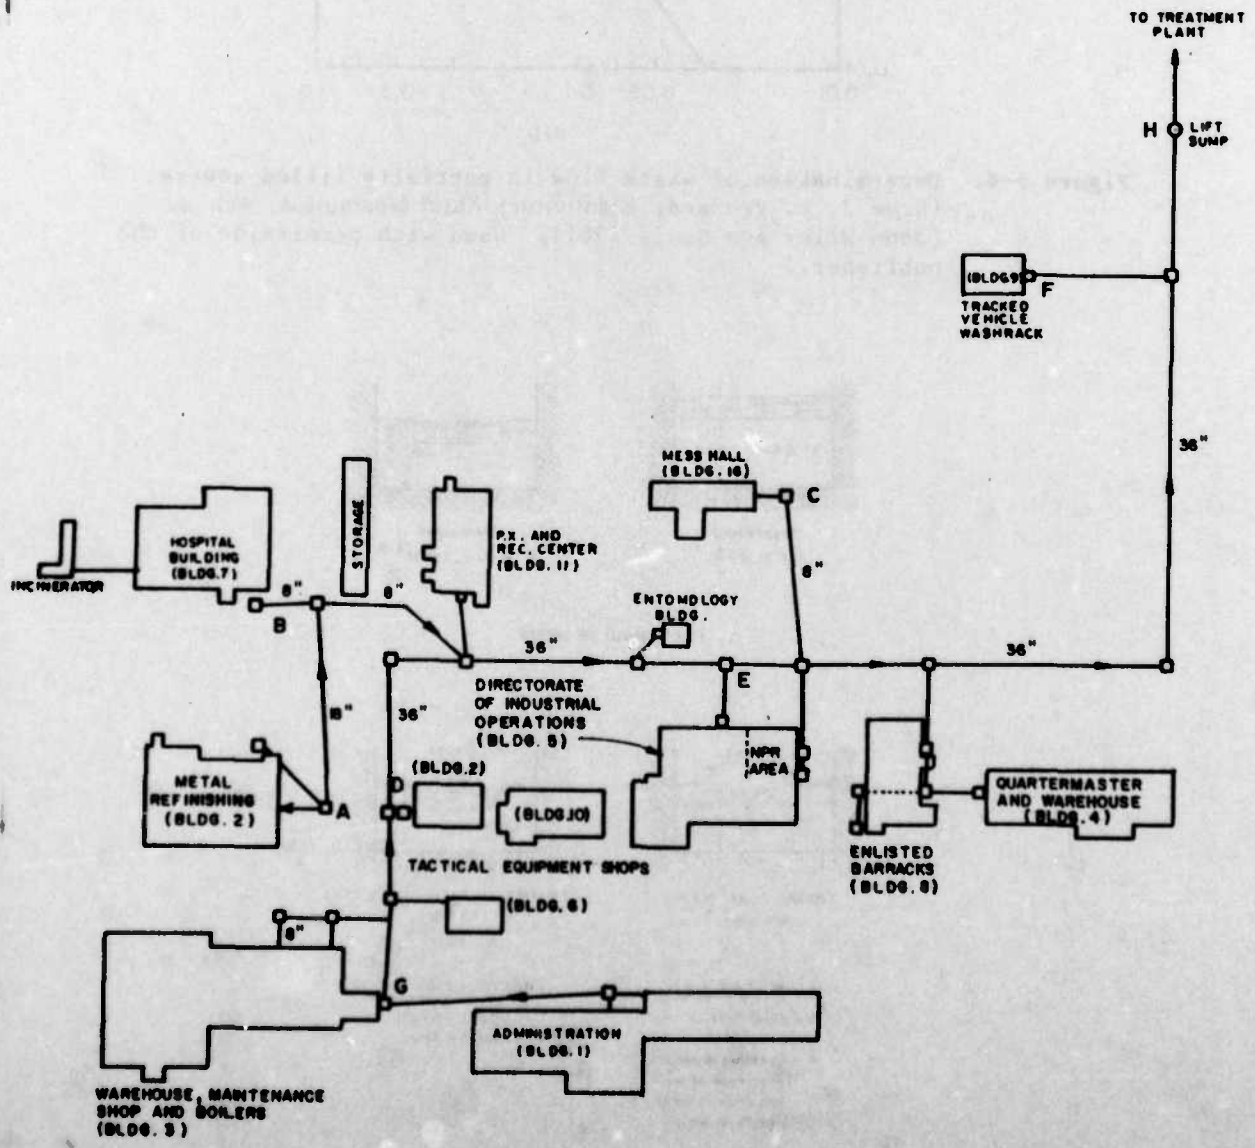 TO TREATMENT
PLANT
H
LIFT
SUMP
(BLDG.9)
F
TRACKED
VEHICLE
WASHRACK
36"
MESS HALL
(BLDG. 16)
C
8"
STORAGE
P.X. AND
REC. CENTER
(BLDG. 11)
HOSPITAL
BUILDING
(BLDG.7)
INCINERATOR
8"
B
8"
ENTOMOLOGY
BLDG.
36"
E
36"
DIRECTORATE
OF INDUSTRIAL
OPERATIONS
(BLDG. 5)
NPR
AREA
36"
18"
D
(BLDG.2)
METAL
REFINISHING
(BLDG. 2)
A
(BLDG.10)
TACTICAL EQUIPMENT SHOPS
QUARTERMASTER
AND WAREHOUSE
(BLDG. 4)
ENLISTED
BARRACKS
(BLDG. 8)
(BLDG. 6)
8"
G
ADMINISTRATION
(BLDG. 1)
WAREHOUSE, MAINTENANCE
SHOP AND BOILERS
(BLDG. 3)